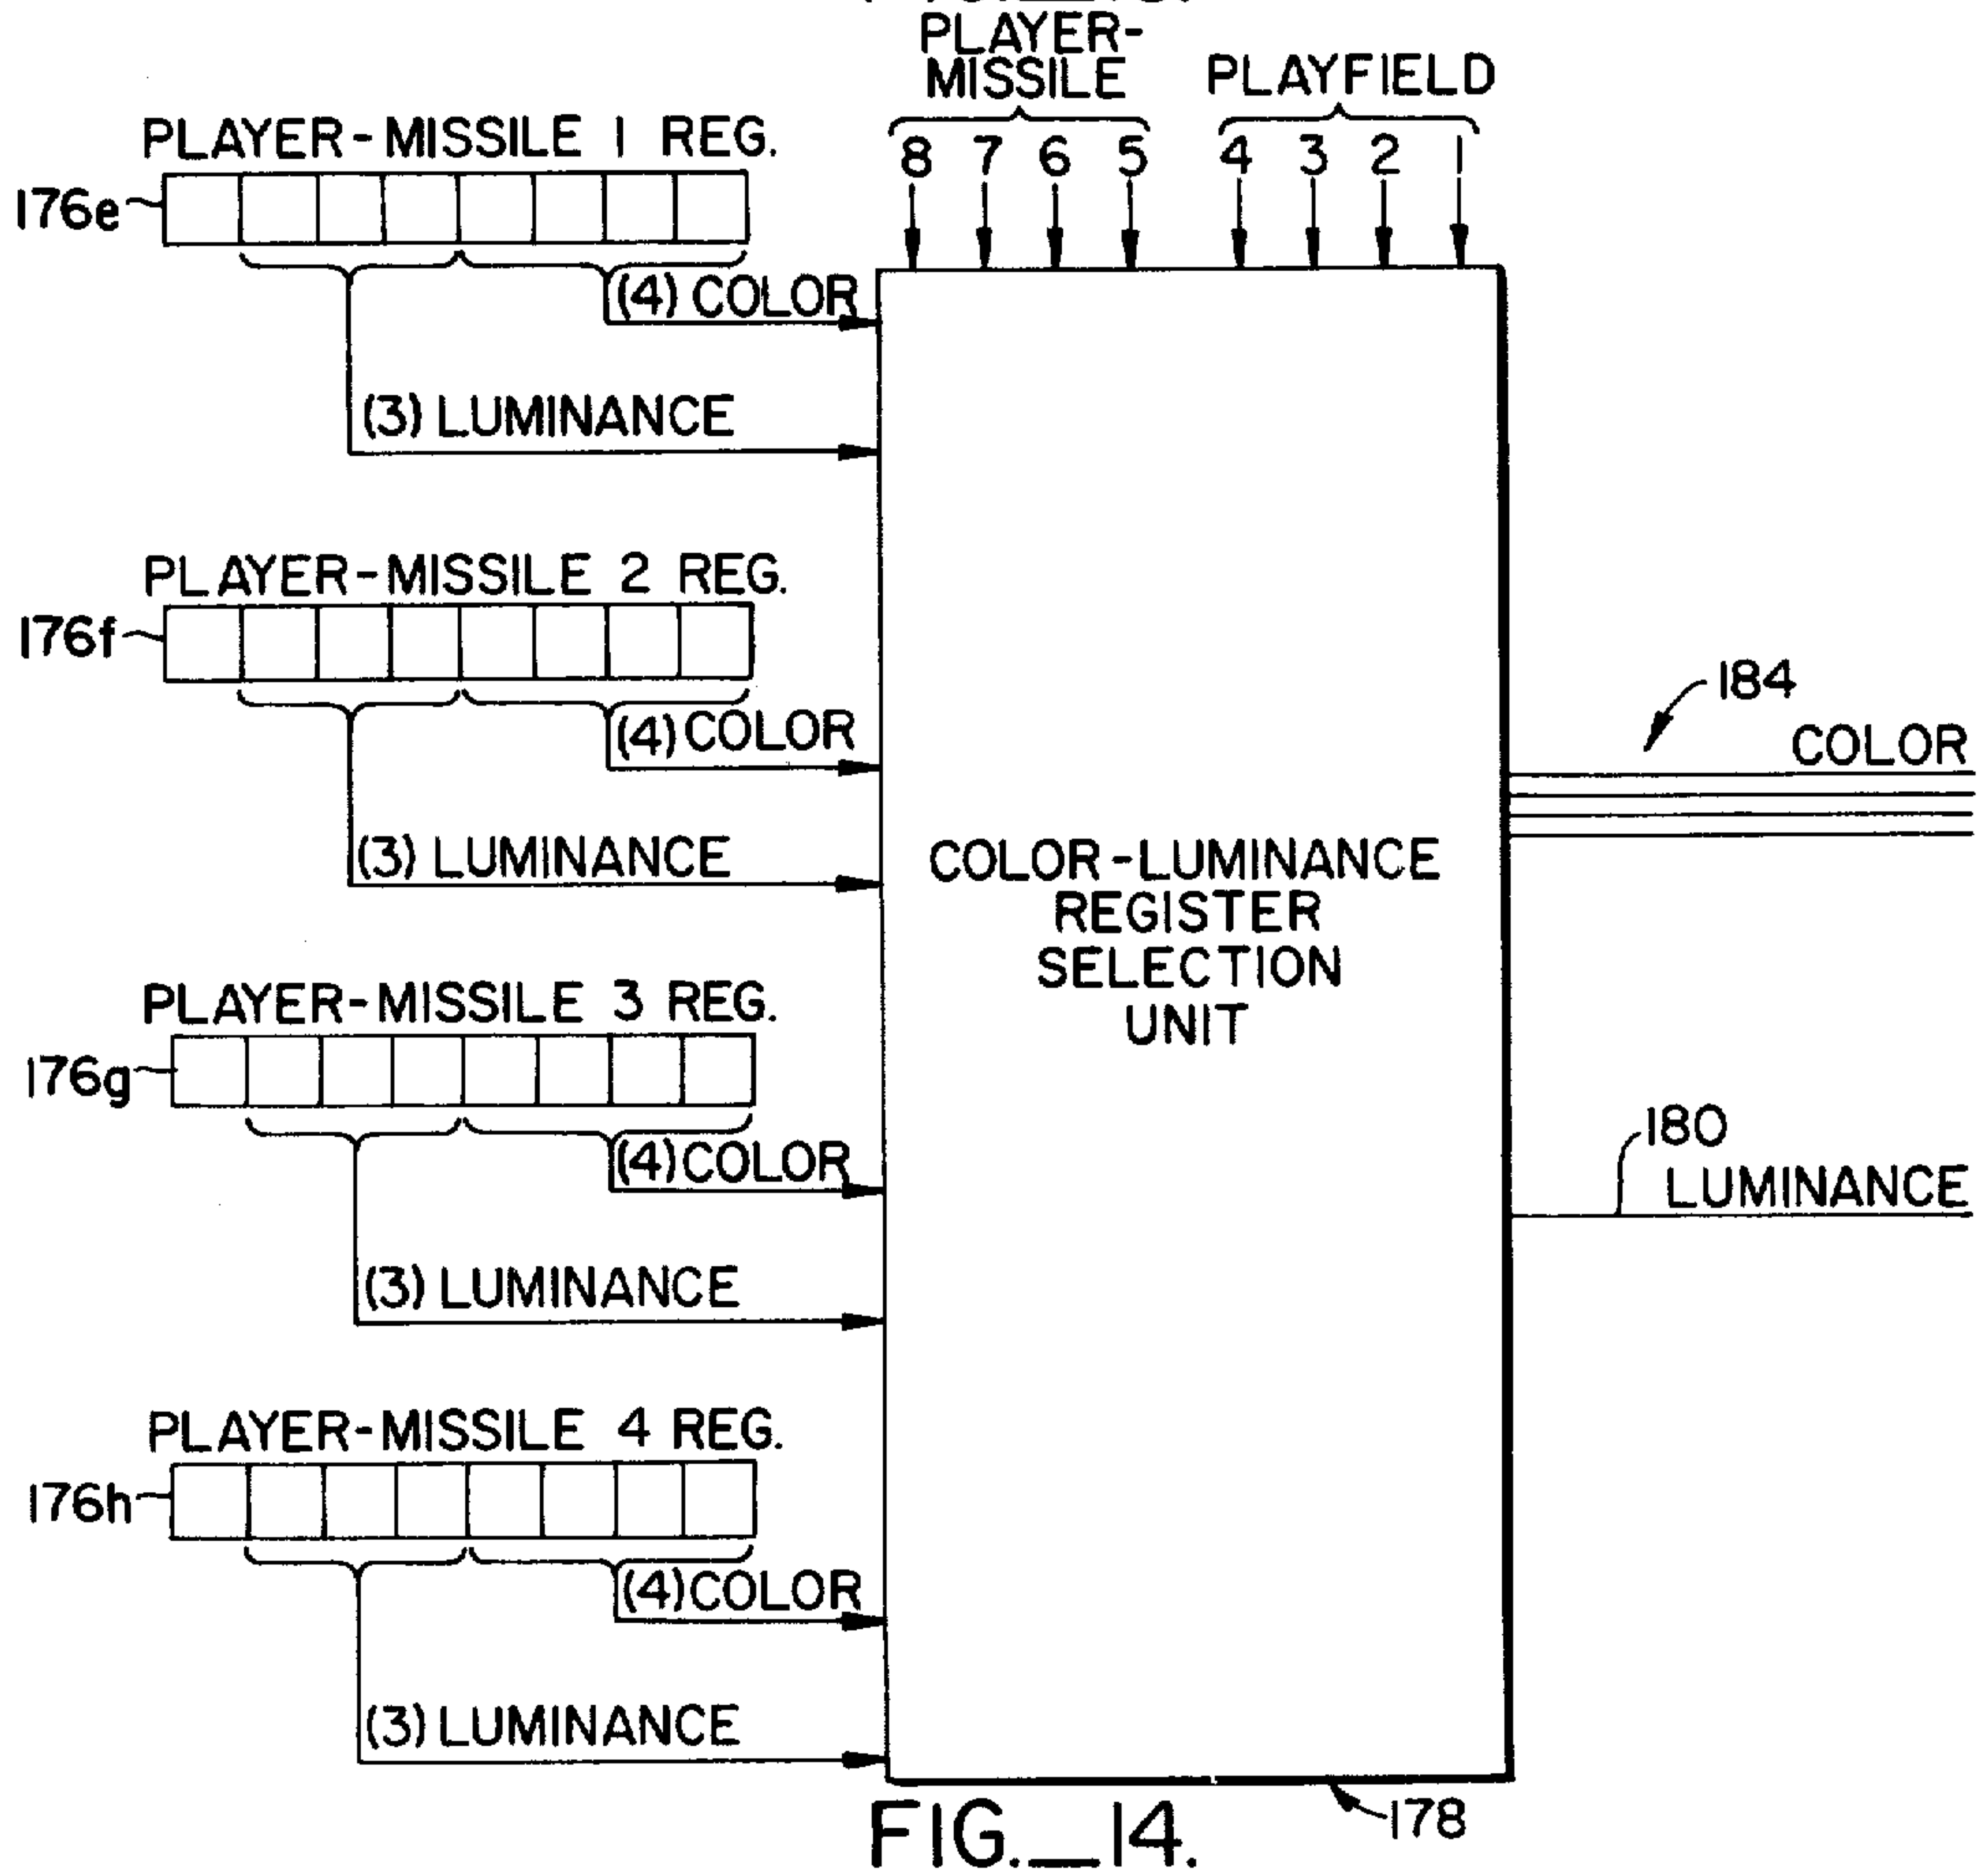 PLAYER-
MISSILE
PLAYFIELD
8 7 6 5 4 3 2 1
PLAYER-MISSILE 1 REG.
176e
(4) COLOR
(3) LUMINANCE
PLAYER-MISSILE 2 REG.
176f
(4) COLOR
(3) LUMINANCE
PLAYER-MISSILE 3 REG.
176g
(4) COLOR
(3) LUMINANCE
PLAYER-MISSILE 4 REG.
176h
(4) COLOR
(3) LUMINANCE
COLOR-LUMINANCE
REGISTER
SELECTION
UNIT
184
COLOR
180
LUMINANCE
178
FIG._14.